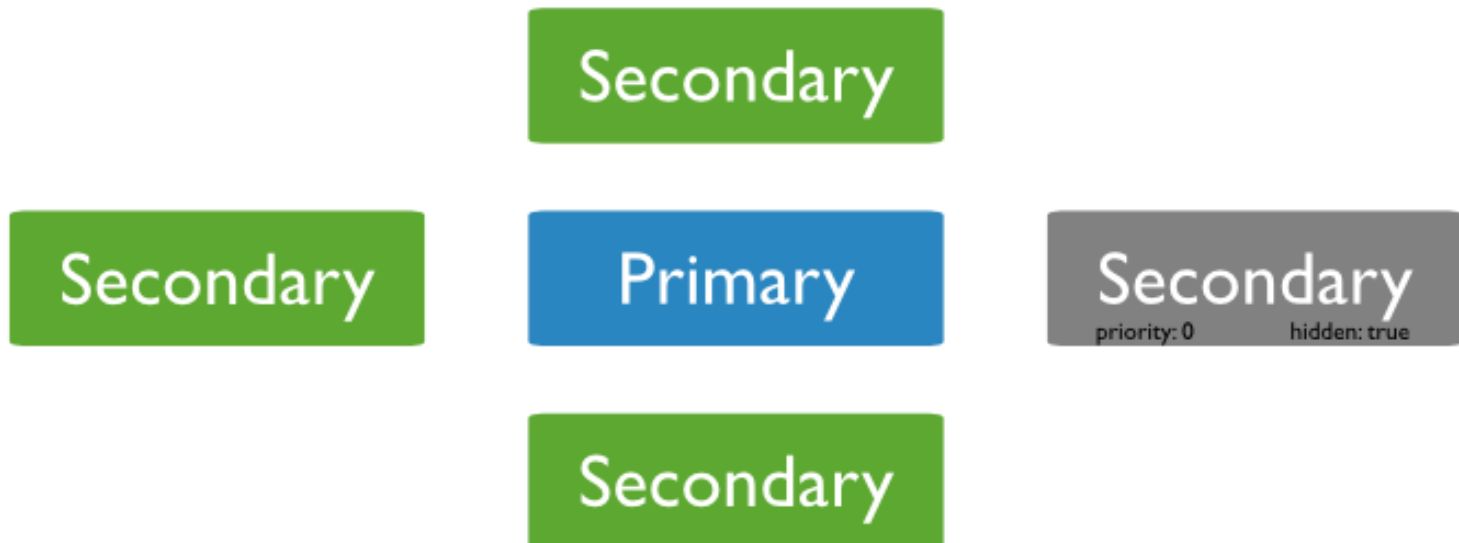 Secondary
Secondary
Primary
Secondary
priority: 0
hidden: true
Secondary